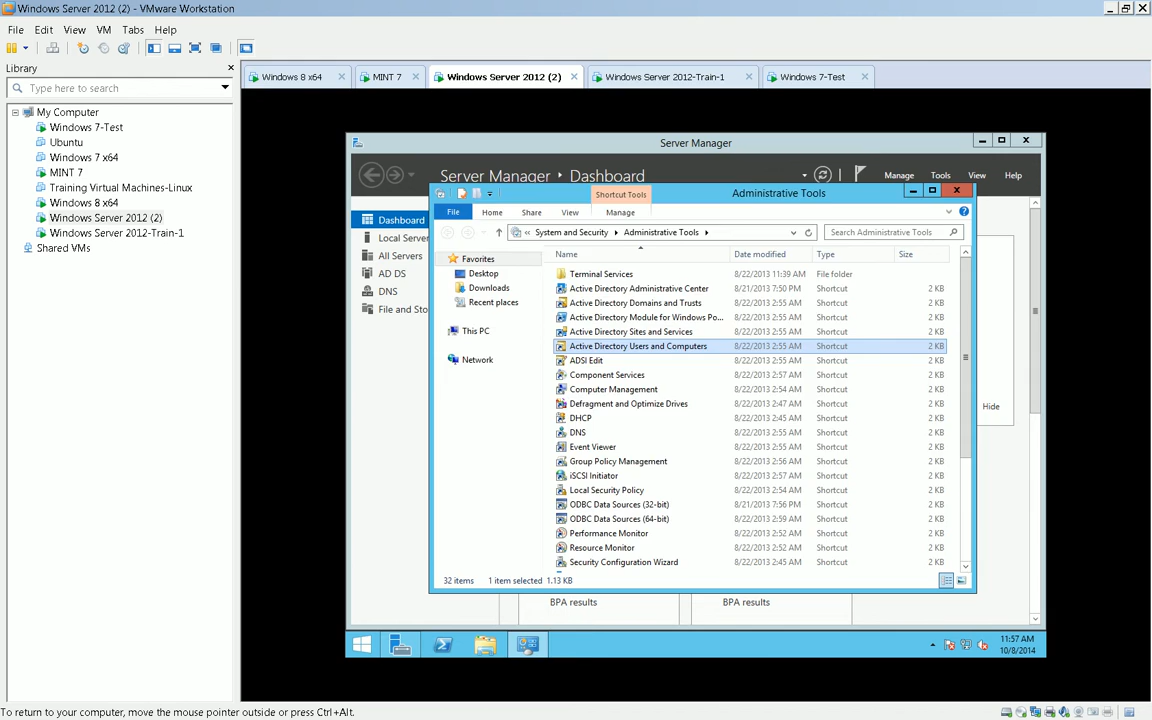 Windows Server 2012 (2) - VMware Workstation
File Edit View VM Tabs Help
Library
Type here to search
My Computer
Windows 7-Test
Ubuntu
Windows 7 x64
MINT 7
Training Virtual Machines-Linux
Windows 8 x64
Windows Server 2012 (2)
Windows Server 2012-Train-1
Shared VMs
Windows 8 x64 MINT 7 Windows Server 2012 (2) Windows Server 2012-Train-1 Windows 7-Test
Server Manager
Server Manager Dashboard
Manage Tools View Help
Dashboard
Local Server
All Servers
AD DS
DNS
File and Sto
Hide
Shortcut Tools
Administrative Tools
File Home Share View Manage
« System and Security Administrative Tools
Search Administrative Tools
Favorites
Desktop
Downloads
Recent places
This PC
Network
Name Date modified Type Size
Terminal Services 8/22/2013 11:39 AM File folder
Active Directory Administrative Center 8/21/2013 7:50 PM Shortcut 2 KB
Active Directory Domains and Trusts 8/22/2013 2:55 AM Shortcut 2 KB
Active Directory Module for Windows Po... 8/22/2013 2:55 AM Shortcut 2 KB
Active Directory Sites and Services 8/22/2013 2:55 AM Shortcut 2 KB
Active Directory Users and Computers 8/22/2013 2:55 AM Shortcut 2 KB
ADSI Edit 8/22/2013 2:55 AM Shortcut 2 KB
Component Services 8/22/2013 2:57 AM Shortcut 2 KB
Computer Management 8/22/2013 2:54 AM Shortcut 2 KB
Defragment and Optimize Drives 8/22/2013 2:47 AM Shortcut 2 KB
DHCP 8/22/2013 2:45 AM Shortcut 2 KB
DNS 8/22/2013 2:55 AM Shortcut 2 KB
Event Viewer 8/22/2013 2:55 AM Shortcut 2 KB
Group Policy Management 8/22/2013 2:56 AM Shortcut 2 KB
iSCSI Initiator 8/22/2013 2:57 AM Shortcut 2 KB
Local Security Policy 8/22/2013 2:54 AM Shortcut 2 KB
ODBC Data Sources (32-bit) 8/21/2013 7:56 PM Shortcut 2 KB
ODBC Data Sources (64-bit) 8/22/2013 2:59 AM Shortcut 2 KB
Performance Monitor 8/22/2013 2:52 AM Shortcut 2 KB
Resource Monitor 8/22/2013 2:52 AM Shortcut 2 KB
Security Configuration Wizard 8/22/2013 2:45 AM Shortcut 2 KB
32 items 1 item selected 1.13 KB
BPA results BPA results
11:57 AM
10/8/2014
To return to your computer, move the mouse pointer outside or press Ctrl+Alt.